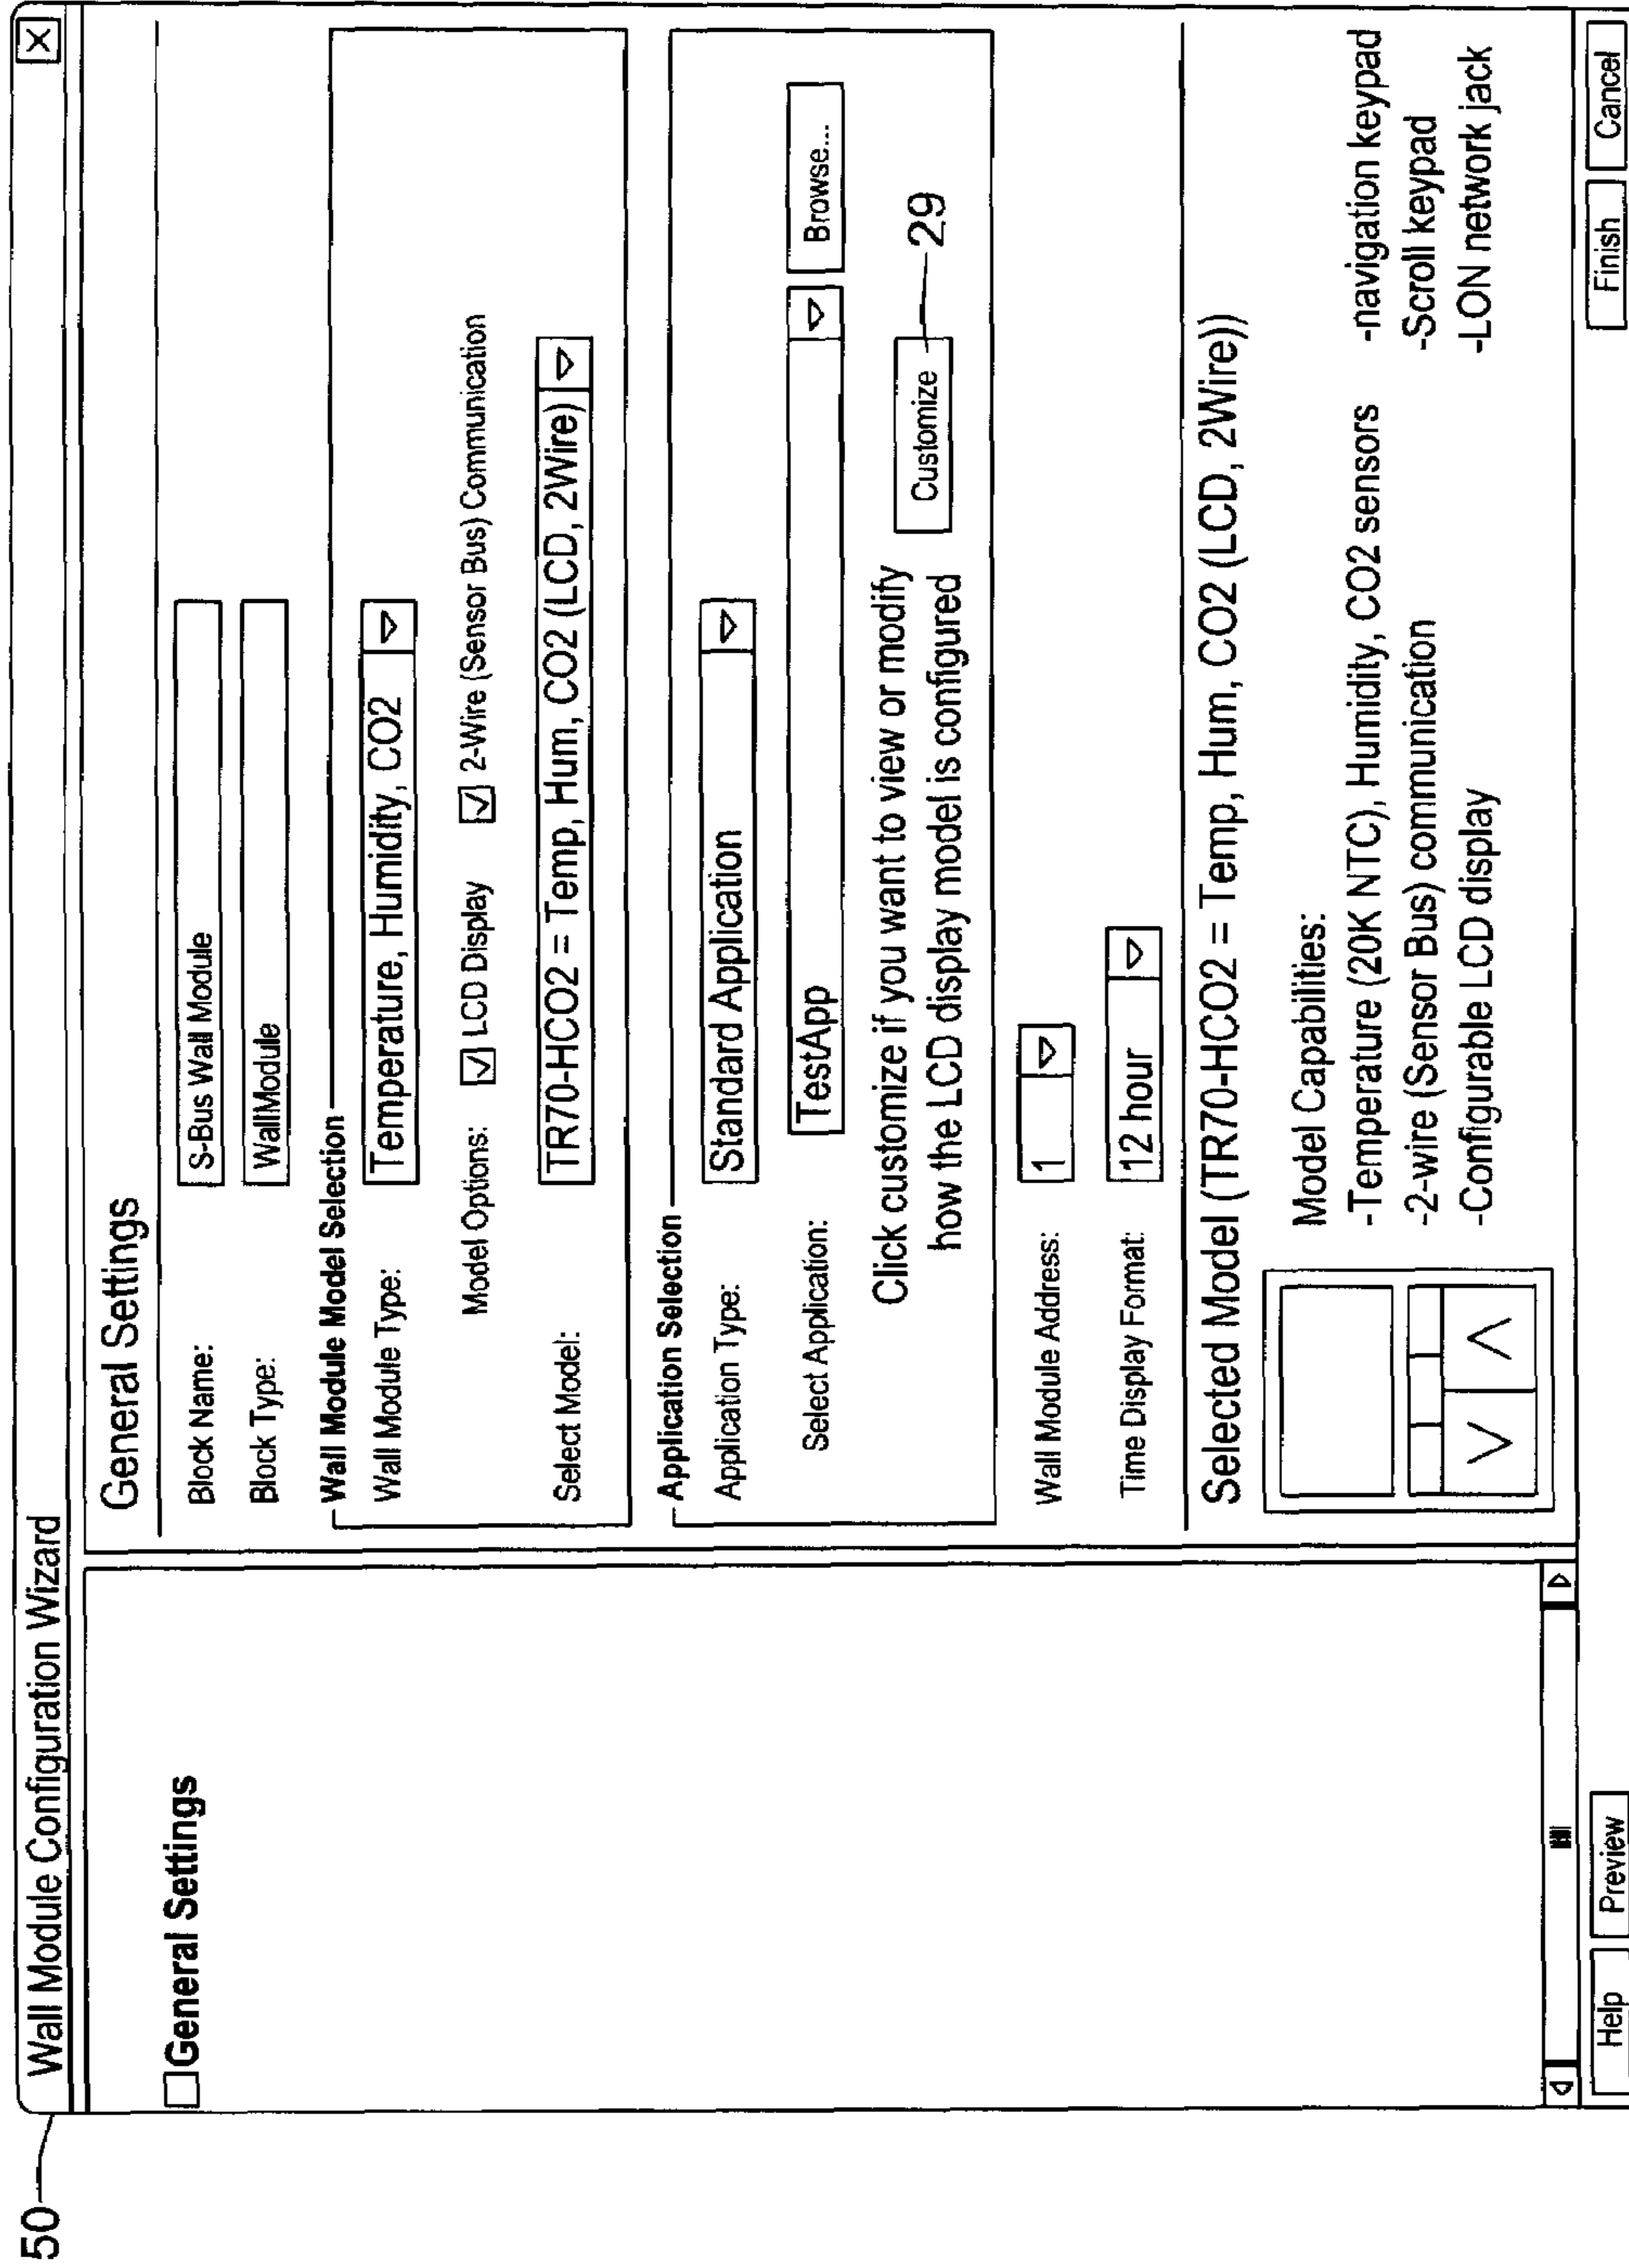 50
Wall Module Configuration Wizard
X
General Settings
General Settings
Block Name: S-Bus Wall Module
Block Type: WallModule
Wall Module Model Selection
Wall Module Type: Temperature, Humidity, CO2
Model Options: LCD Display 2-Wire (Sensor Bus) Communication
Select Model: TR70-HCO2 = Temp, Hum, CO2 (LCD, 2Wire)
Application Selection
Application Type: Standard Application
Select Application: TestApp Browse...
Click customize if you want to view or modify
how the LCD display model is configured
Customize 29
Wall Module Address: 1
Time Display Format: 12 hour
Selected Model (TR70-HCO2 = Temp, Hum, CO2 (LCD, 2Wire))
Model Capabilities:
-Temperature (20K NTC), Humidity, CO2 sensors -navigation keypad
-2-wire (Sensor Bus) communication -Scroll keypad
-Configurable LCD display -LON network jack
Help Preview Finish Cancel